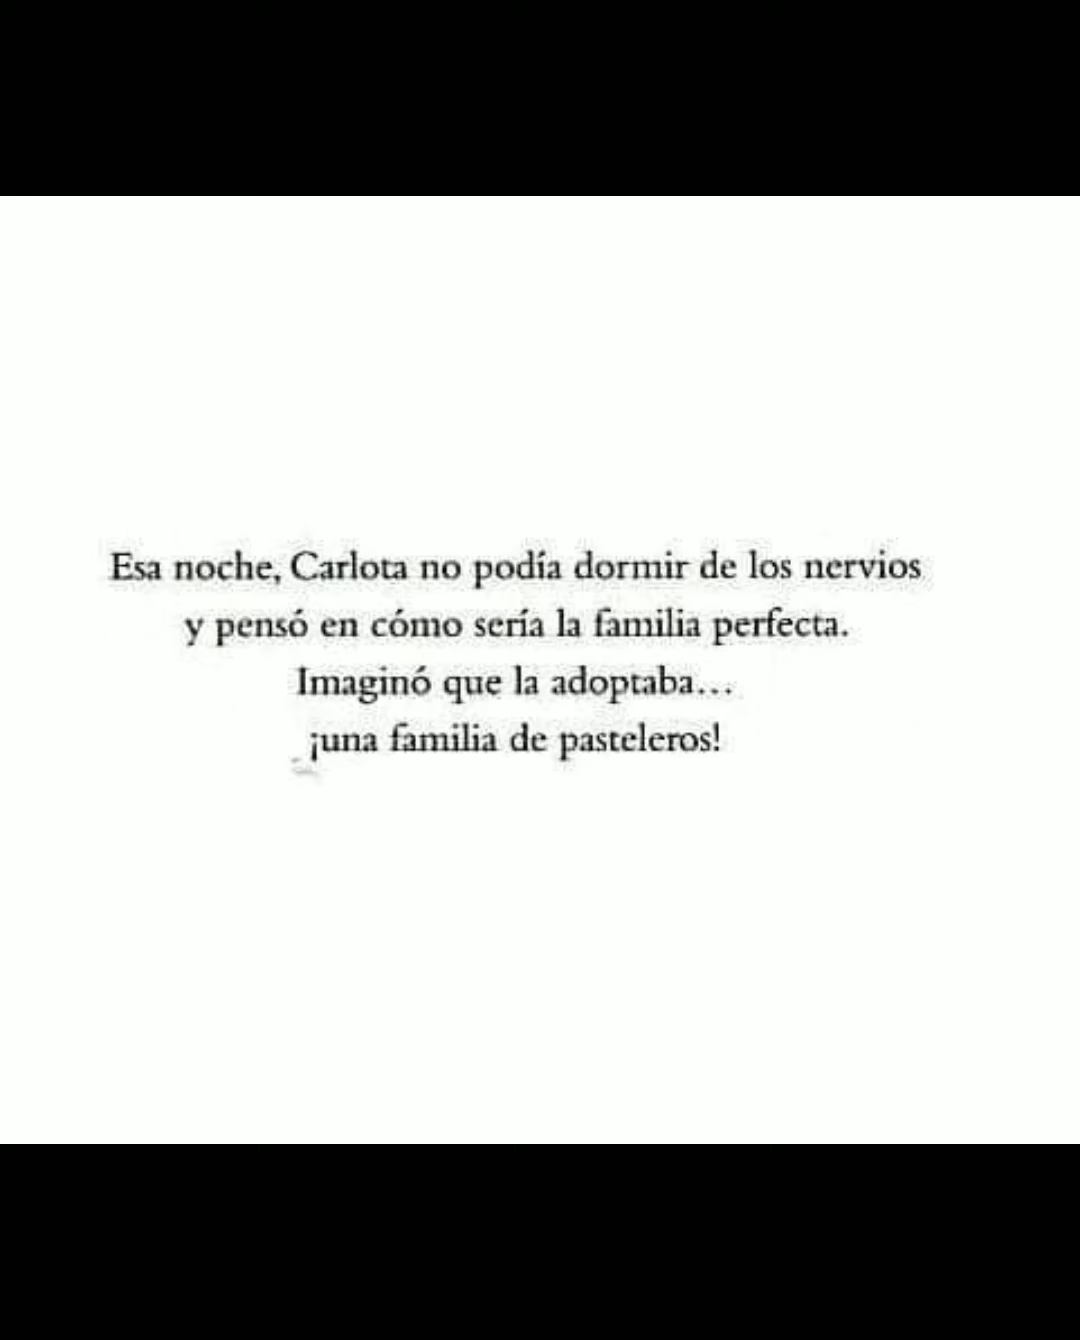 Esa noche, Carlota no podía dormir de los nervios
y pensó en cómo sería la familia perfecta.
Imaginó que la adoptaba...
¡una familia de pasteleros!